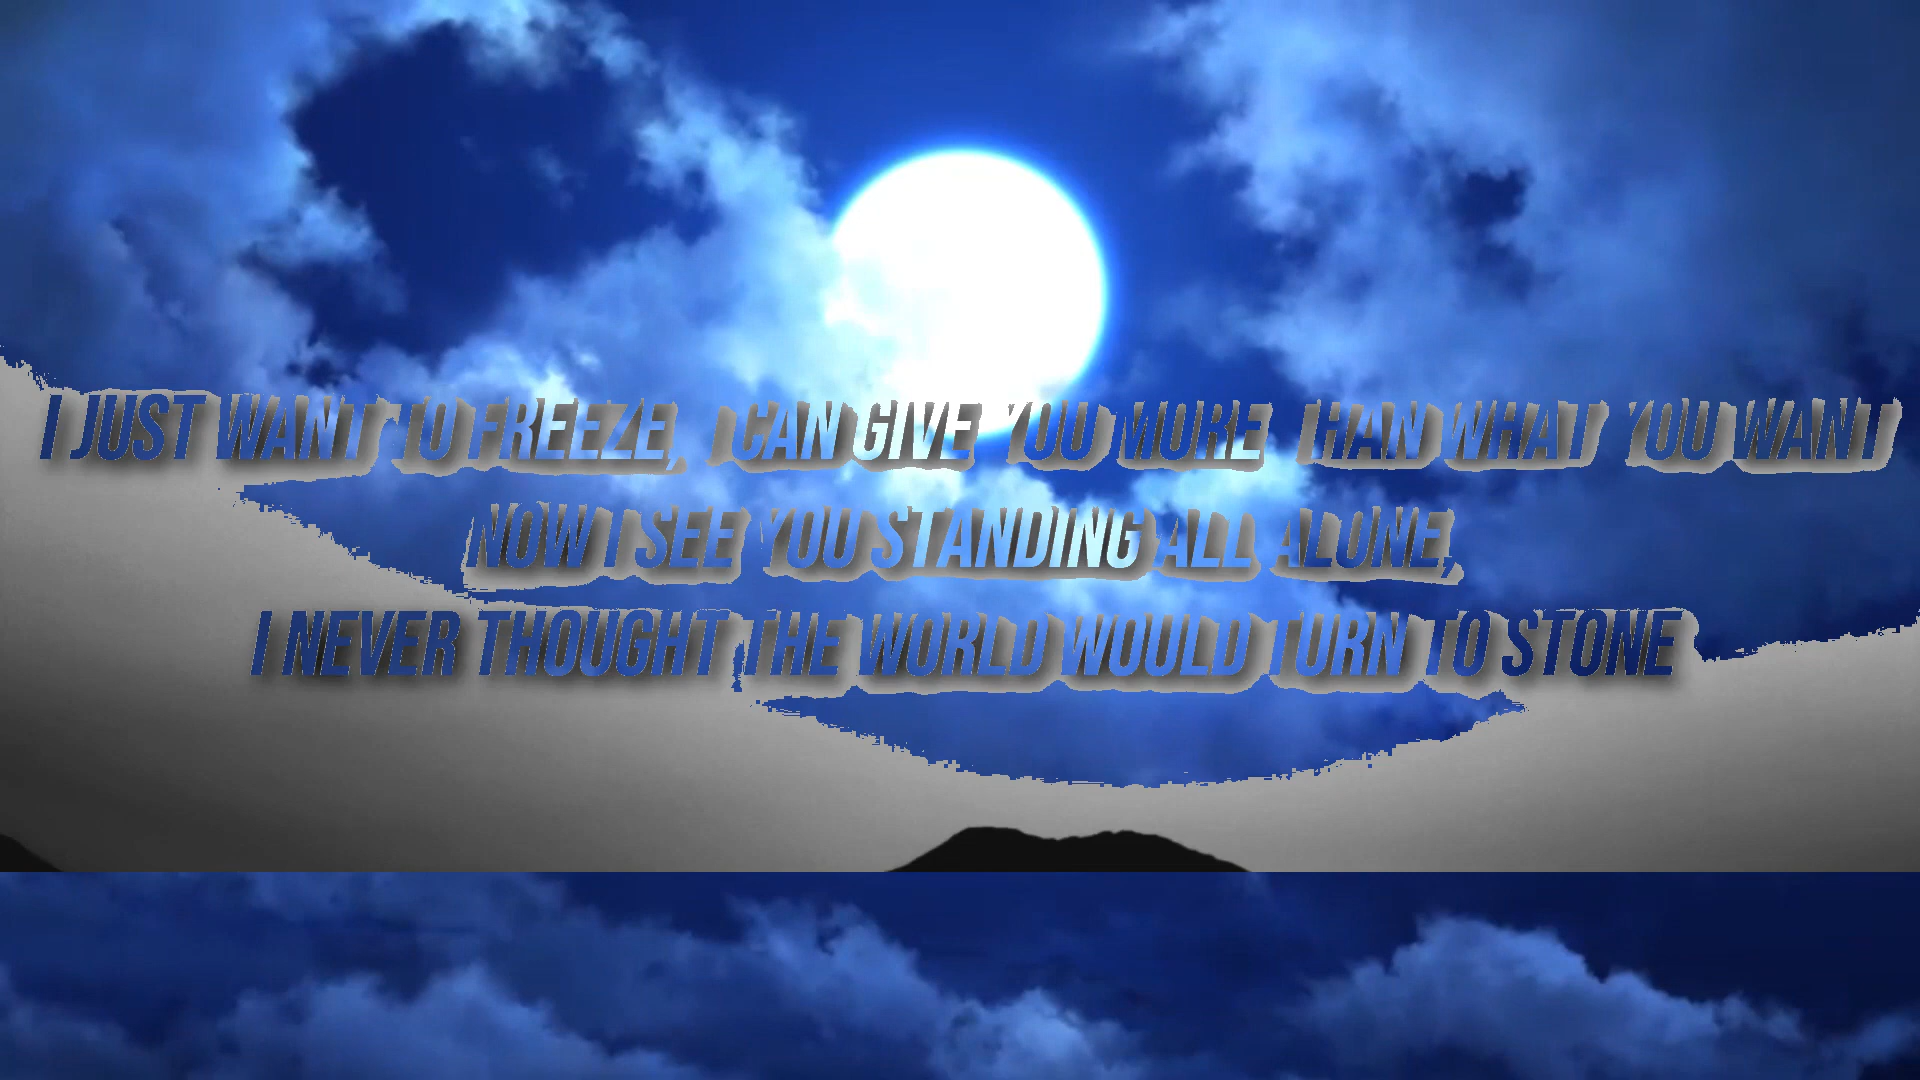 I JUST WANT TO FREEZE, I CAN GIVE YOU MORE THAN WHAT YOU WANT
NOW I SEE YOU STANDING ALL ALONE,
I NEVER THOUGHT THE WORLD WOULD TURN TO STONE